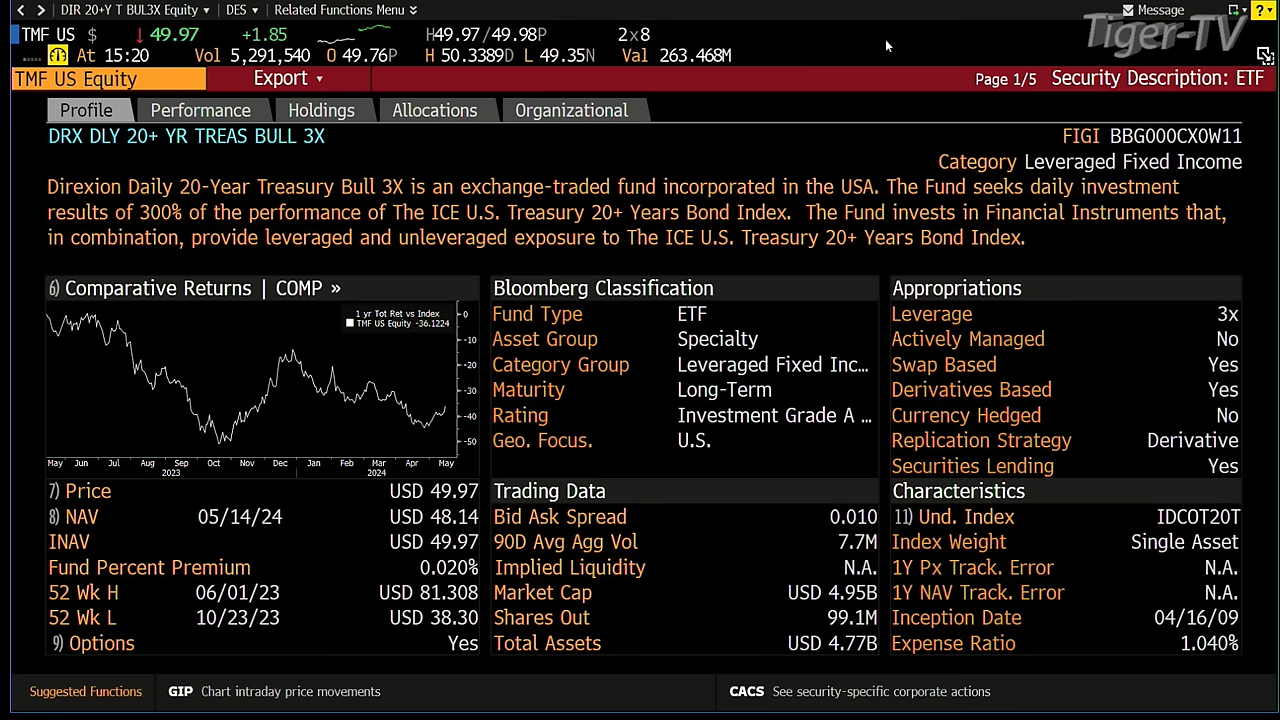 DIR 20+Y T BUL3X Equity DES Related Functions Menu Message
Tiger-TV
TMF US $ ↓ 49.97 +1.85 H49.97/49.98P 2x8
At 15:20 Vol 5,291,540 O 49.76P H 50.3389D L 49.35N Val 263.468M
TMF US Equity Export Page 1/5 Security Description: ETF
Profile Performance Holdings Allocations Organizational
DRX DLY 20+ YR TREAS BULL 3X FIGI BBG000CX0W11
Category Leveraged Fixed Income
Direxion Daily 20-Year Treasury Bull 3X is an exchange-traded fund incorporated in the USA. The Fund seeks daily investment
results of 300% of the performance of The ICE U.S. Treasury 20+ Years Bond Index. The Fund invests in Financial Instruments that,
in combination, provide leveraged and unleveraged exposure to The ICE U.S. Treasury 20+ Years Bond Index.
6) Comparative Returns | COMP »
1 yr Tot Ret vs Index
TMF US Equity -36.1224
0
-10
-20
-30
-40
-50
May Jun Jul Aug Sep Oct Nov Dec Jan Feb Mar Apr May
2023 2024
7) Price USD 49.97
8) NAV 05/14/24 USD 48.14
INAV USD 49.97
Fund Percent Premium 0.020%
52 Wk H 06/01/23 USD 81.308
52 Wk L 10/23/23 USD 38.30
9) Options Yes
Bloomberg Classification
Fund Type ETF
Asset Group Specialty
Category Group Leveraged Fixed Inc...
Maturity Long-Term
Rating Investment Grade A ...
Geo. Focus. U.S.
Trading Data
Bid Ask Spread 0.010
90D Avg Agg Vol 7.7M
Implied Liquidity N.A.
Market Cap USD 4.95B
Shares Out 99.1M
Total Assets USD 4.77B
Appropriations
Leverage 3x
Actively Managed No
Swap Based Yes
Derivatives Based Yes
Currency Hedged No
Replication Strategy Derivative
Securities Lending Yes
Characteristics
11) Und. Index IDCOT20T
Index Weight Single Asset
1Y Px Track. Error N.A.
1Y NAV Track. Error N.A.
Inception Date 04/16/09
Expense Ratio 1.040%
Suggested Functions GIP Chart intraday price movements CACS See security-specific corporate actions